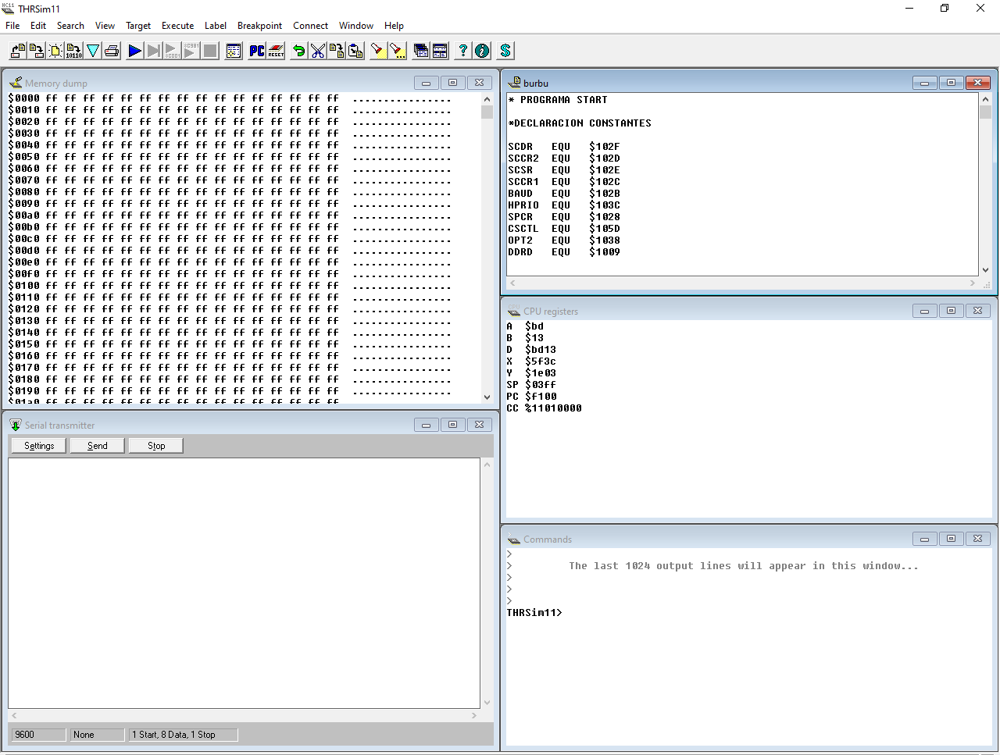 THRSim11
File Edit Search View Target Execute Label Breakpoint Connect Window Help
PC RESET
Memory dump
$0000 ff ff ff ff ff ff ff ff ff ff ff ff ff ff ff ff ................
$0010 ff ff ff ff ff ff ff ff ff ff ff ff ff ff ff ff ................
$0020 ff ff ff ff ff ff ff ff ff ff ff ff ff ff ff ff ................
$0030 ff ff ff ff ff ff ff ff ff ff ff ff ff ff ff ff ................
$0040 ff ff ff ff ff ff ff ff ff ff ff ff ff ff ff ff ................
$0050 ff ff ff ff ff ff ff ff ff ff ff ff ff ff ff ff ................
$0060 ff ff ff ff ff ff ff ff ff ff ff ff ff ff ff ff ................
$0070 ff ff ff ff ff ff ff ff ff ff ff ff ff ff ff ff ................
$0080 ff ff ff ff ff ff ff ff ff ff ff ff ff ff ff ff ................
$0090 ff ff ff ff ff ff ff ff ff ff ff ff ff ff ff ff ................
$00a0 ff ff ff ff ff ff ff ff ff ff ff ff ff ff ff ff ................
$00b0 ff ff ff ff ff ff ff ff ff ff ff ff ff ff ff ff ................
$00c0 ff ff ff ff ff ff ff ff ff ff ff ff ff ff ff ff ................
$00d0 ff ff ff ff ff ff ff ff ff ff ff ff ff ff ff ff ................
$00e0 ff ff ff ff ff ff ff ff ff ff ff ff ff ff ff ff ................
$00f0 ff ff ff ff ff ff ff ff ff ff ff ff ff ff ff ff ................
$0100 ff ff ff ff ff ff ff ff ff ff ff ff ff ff ff ff ................
$0110 ff ff ff ff ff ff ff ff ff ff ff ff ff ff ff ff ................
$0120 ff ff ff ff ff ff ff ff ff ff ff ff ff ff ff ff ................
$0130 ff ff ff ff ff ff ff ff ff ff ff ff ff ff ff ff ................
$0140 ff ff ff ff ff ff ff ff ff ff ff ff ff ff ff ff ................
$0150 ff ff ff ff ff ff ff ff ff ff ff ff ff ff ff ff ................
$0160 ff ff ff ff ff ff ff ff ff ff ff ff ff ff ff ff ................
$0170 ff ff ff ff ff ff ff ff ff ff ff ff ff ff ff ff ................
$0180 ff ff ff ff ff ff ff ff ff ff ff ff ff ff ff ff ................
$0190 ff ff ff ff ff ff ff ff ff ff ff ff ff ff ff ff ................
$01a0 ff ff ff ff ff ff ff ff ff ff ff ff ff ff ff ff
Serial transmitter
Settings Send Stop
9600 None 1 Start, 8 Data, 1 Stop
burbu
* PROGRAMA START
*DECLARACION CONSTANTES
SCDR EQU $102F
SCCR2 EQU $102D
SCSR EQU $102E
SCCR1 EQU $102C
BAUD EQU $102B
HPRIO EQU $103C
SPCR EQU $1028
CSCTL EQU $105D
OPT2 EQU $1038
DDRD EQU $1009
CPU registers
A $bd
B $13
D $bd13
X $5f3c
Y $1e03
SP $03ff
PC $f100
CC %11010000
Commands
>
> The last 1024 output lines will appear in this window...
>
>
>
THRSim11>